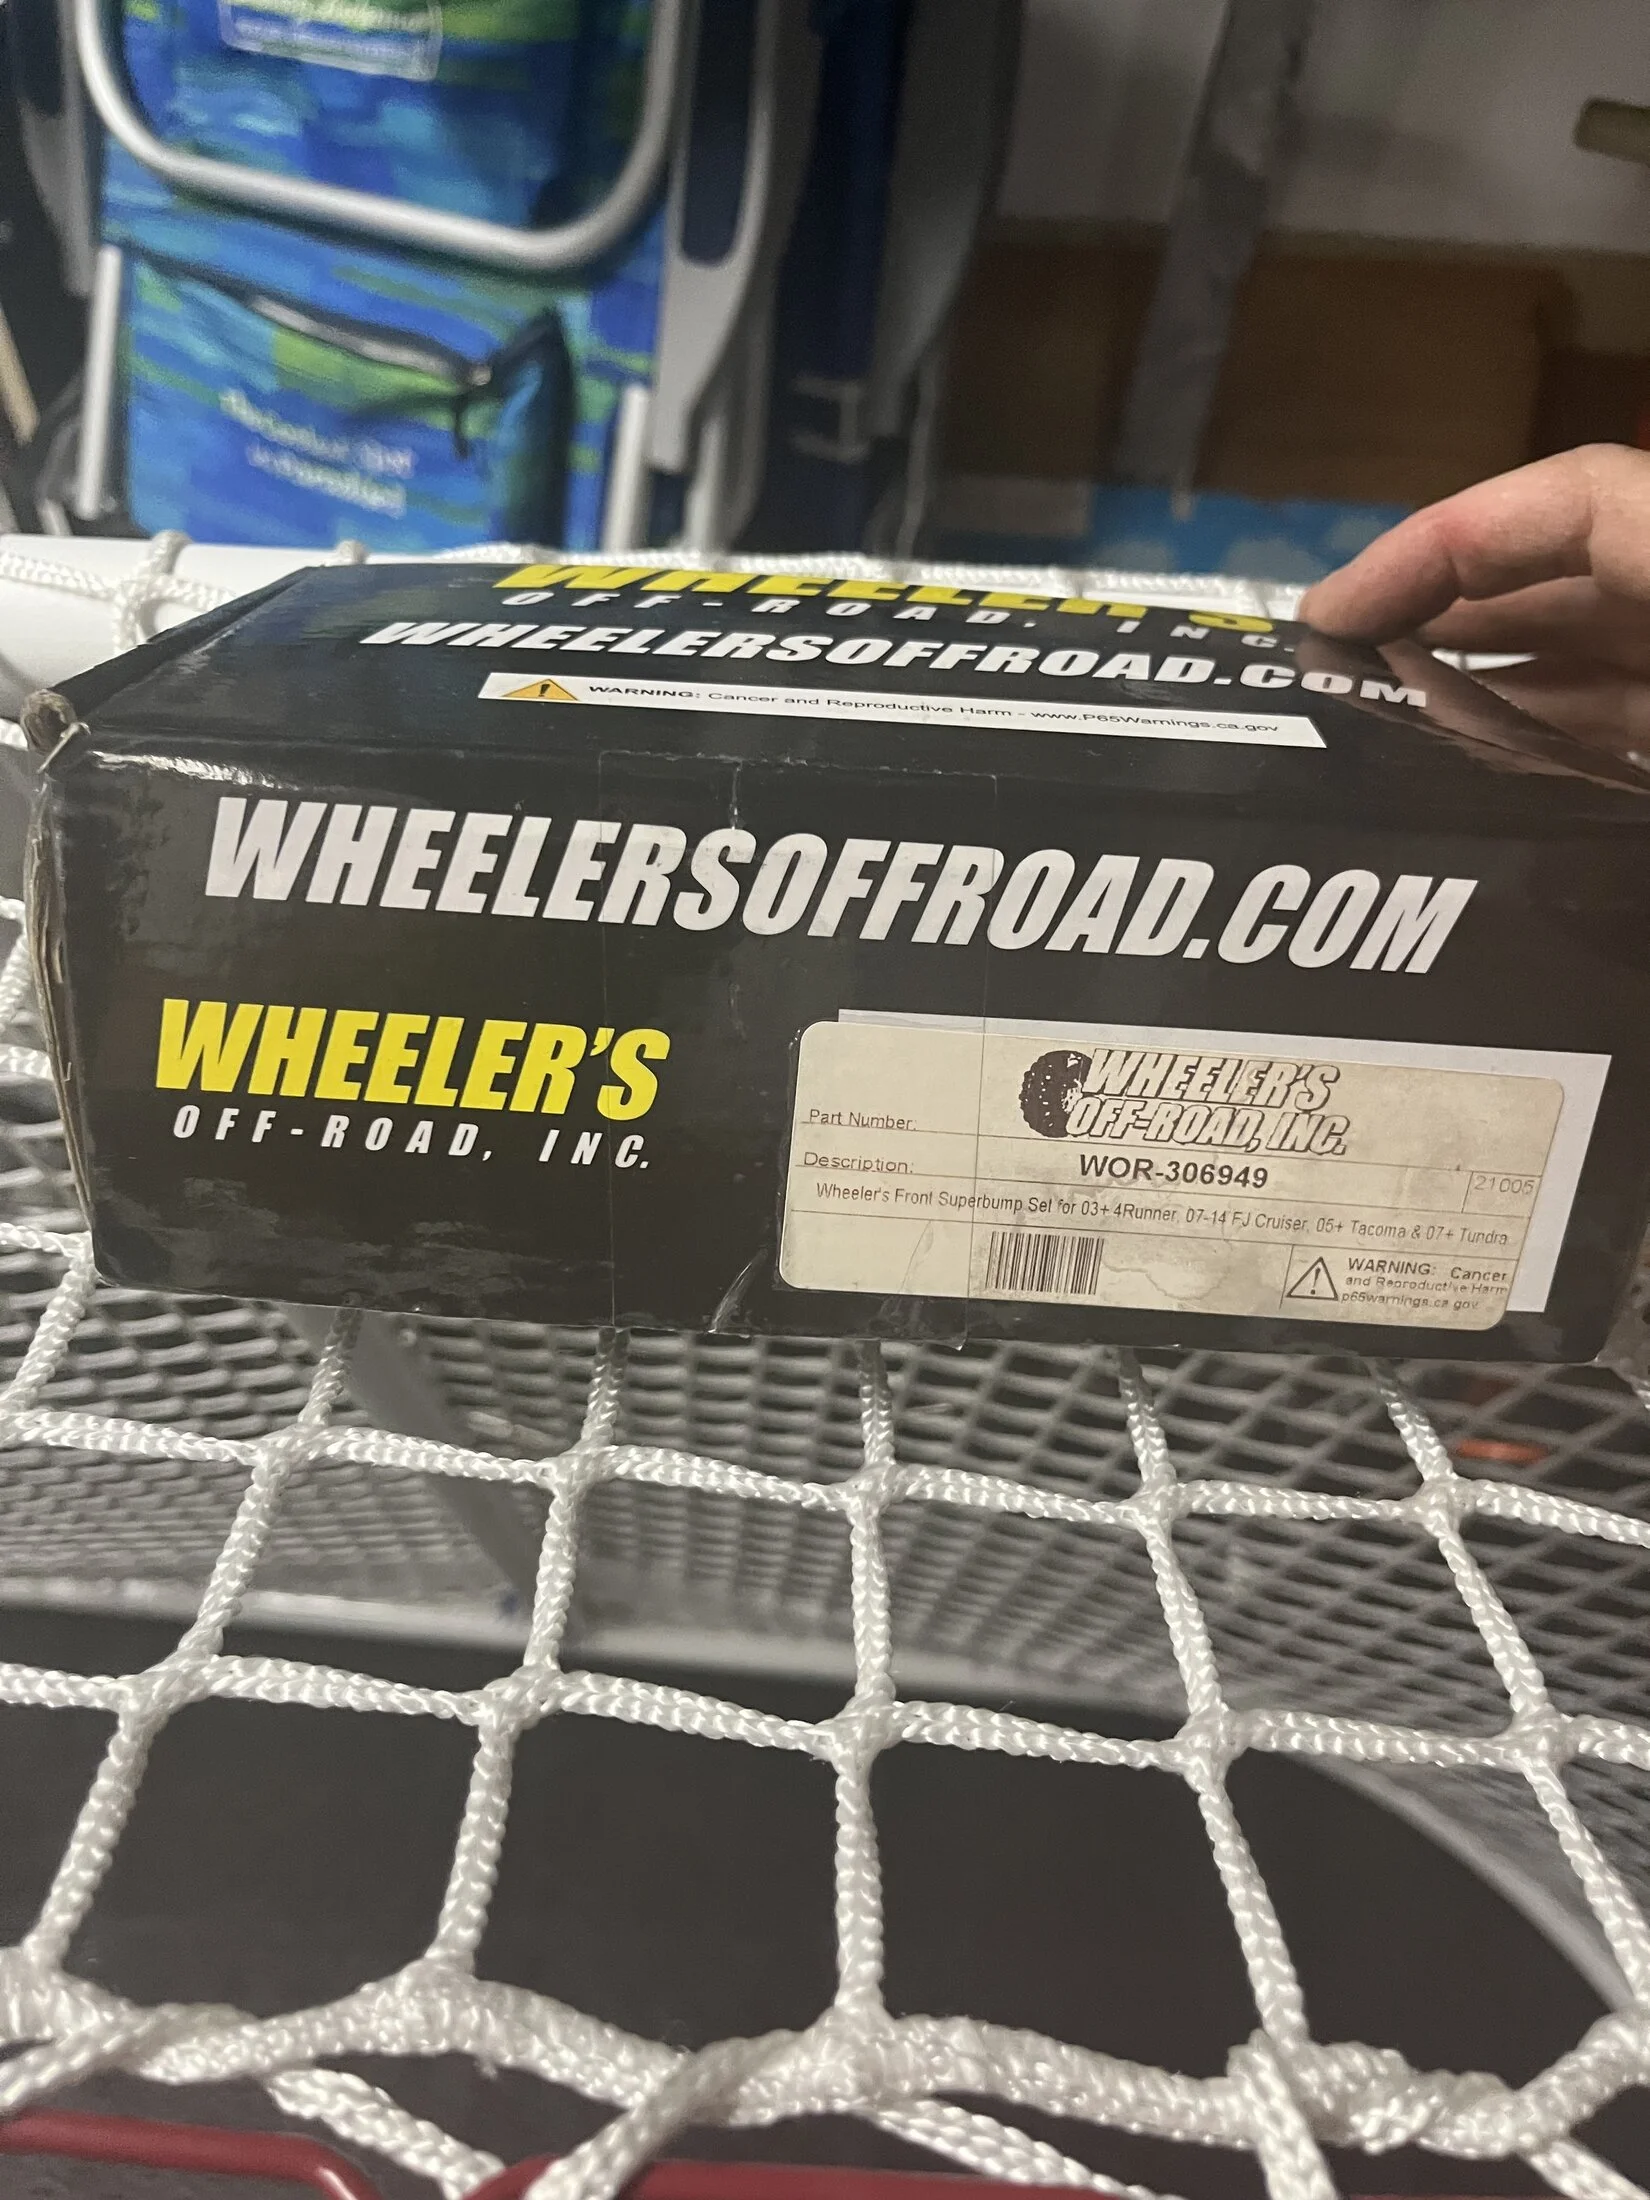 WHEELER'S
OFF-ROAD, INC.
WHEELERSOFFROAD.COM
WARNING: Cancer and Reproductive Harm - www.P65Warnings.ca.gov
WHEELERSOFFROAD.COM
WHEELER'S
OFF-ROAD, INC.
WHEELER'S
OFF-ROAD, INC.
Part Number:
WOR-306949
Description:
21005
Wheeler's Front Superbump Set for 03+ 4Runner, 07-14 FJ Cruiser, 05+ Tacoma & 07+ Tundra
WARNING: Cancer
and Reproductive Harm
p65warnings.ca.gov